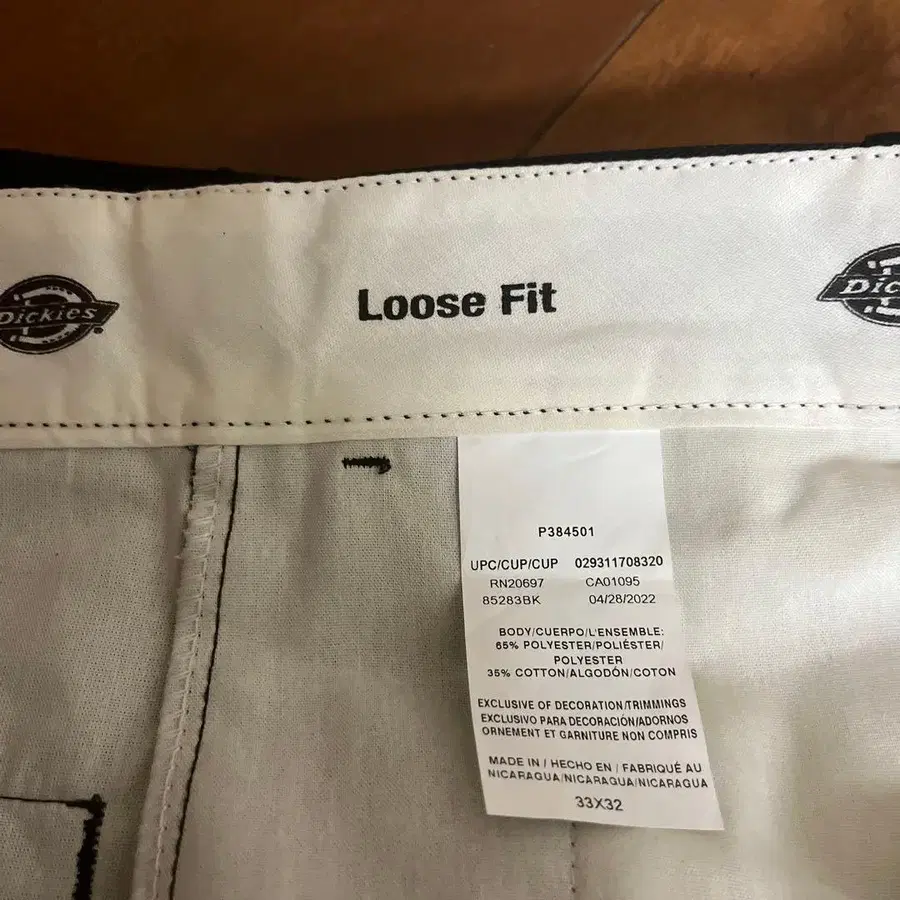 Dickies
Loose Fit
Dic
P384501
UPC/CUP/CUP 029311708320
RN20697 CA01095
85283BK 04/28/2022
BODY/CUERPO/L'ENSEMBLE:
65% POLYESTER/POLIÉSTER/
POLYESTER
35% COTTON/ALGODÓN/COTON
EXCLUSIVE OF DECORATION/TRIMMINGS
EXCLUSIVO PARA DECORACIÓN/ADORNOS
ORNEMENT ET GARNITURE NON COMPRIS
MADE IN / HECHO EN / FABRIQUÉ AU
NICARAGUA/NICARAGUA/NICARAGUA
33X32